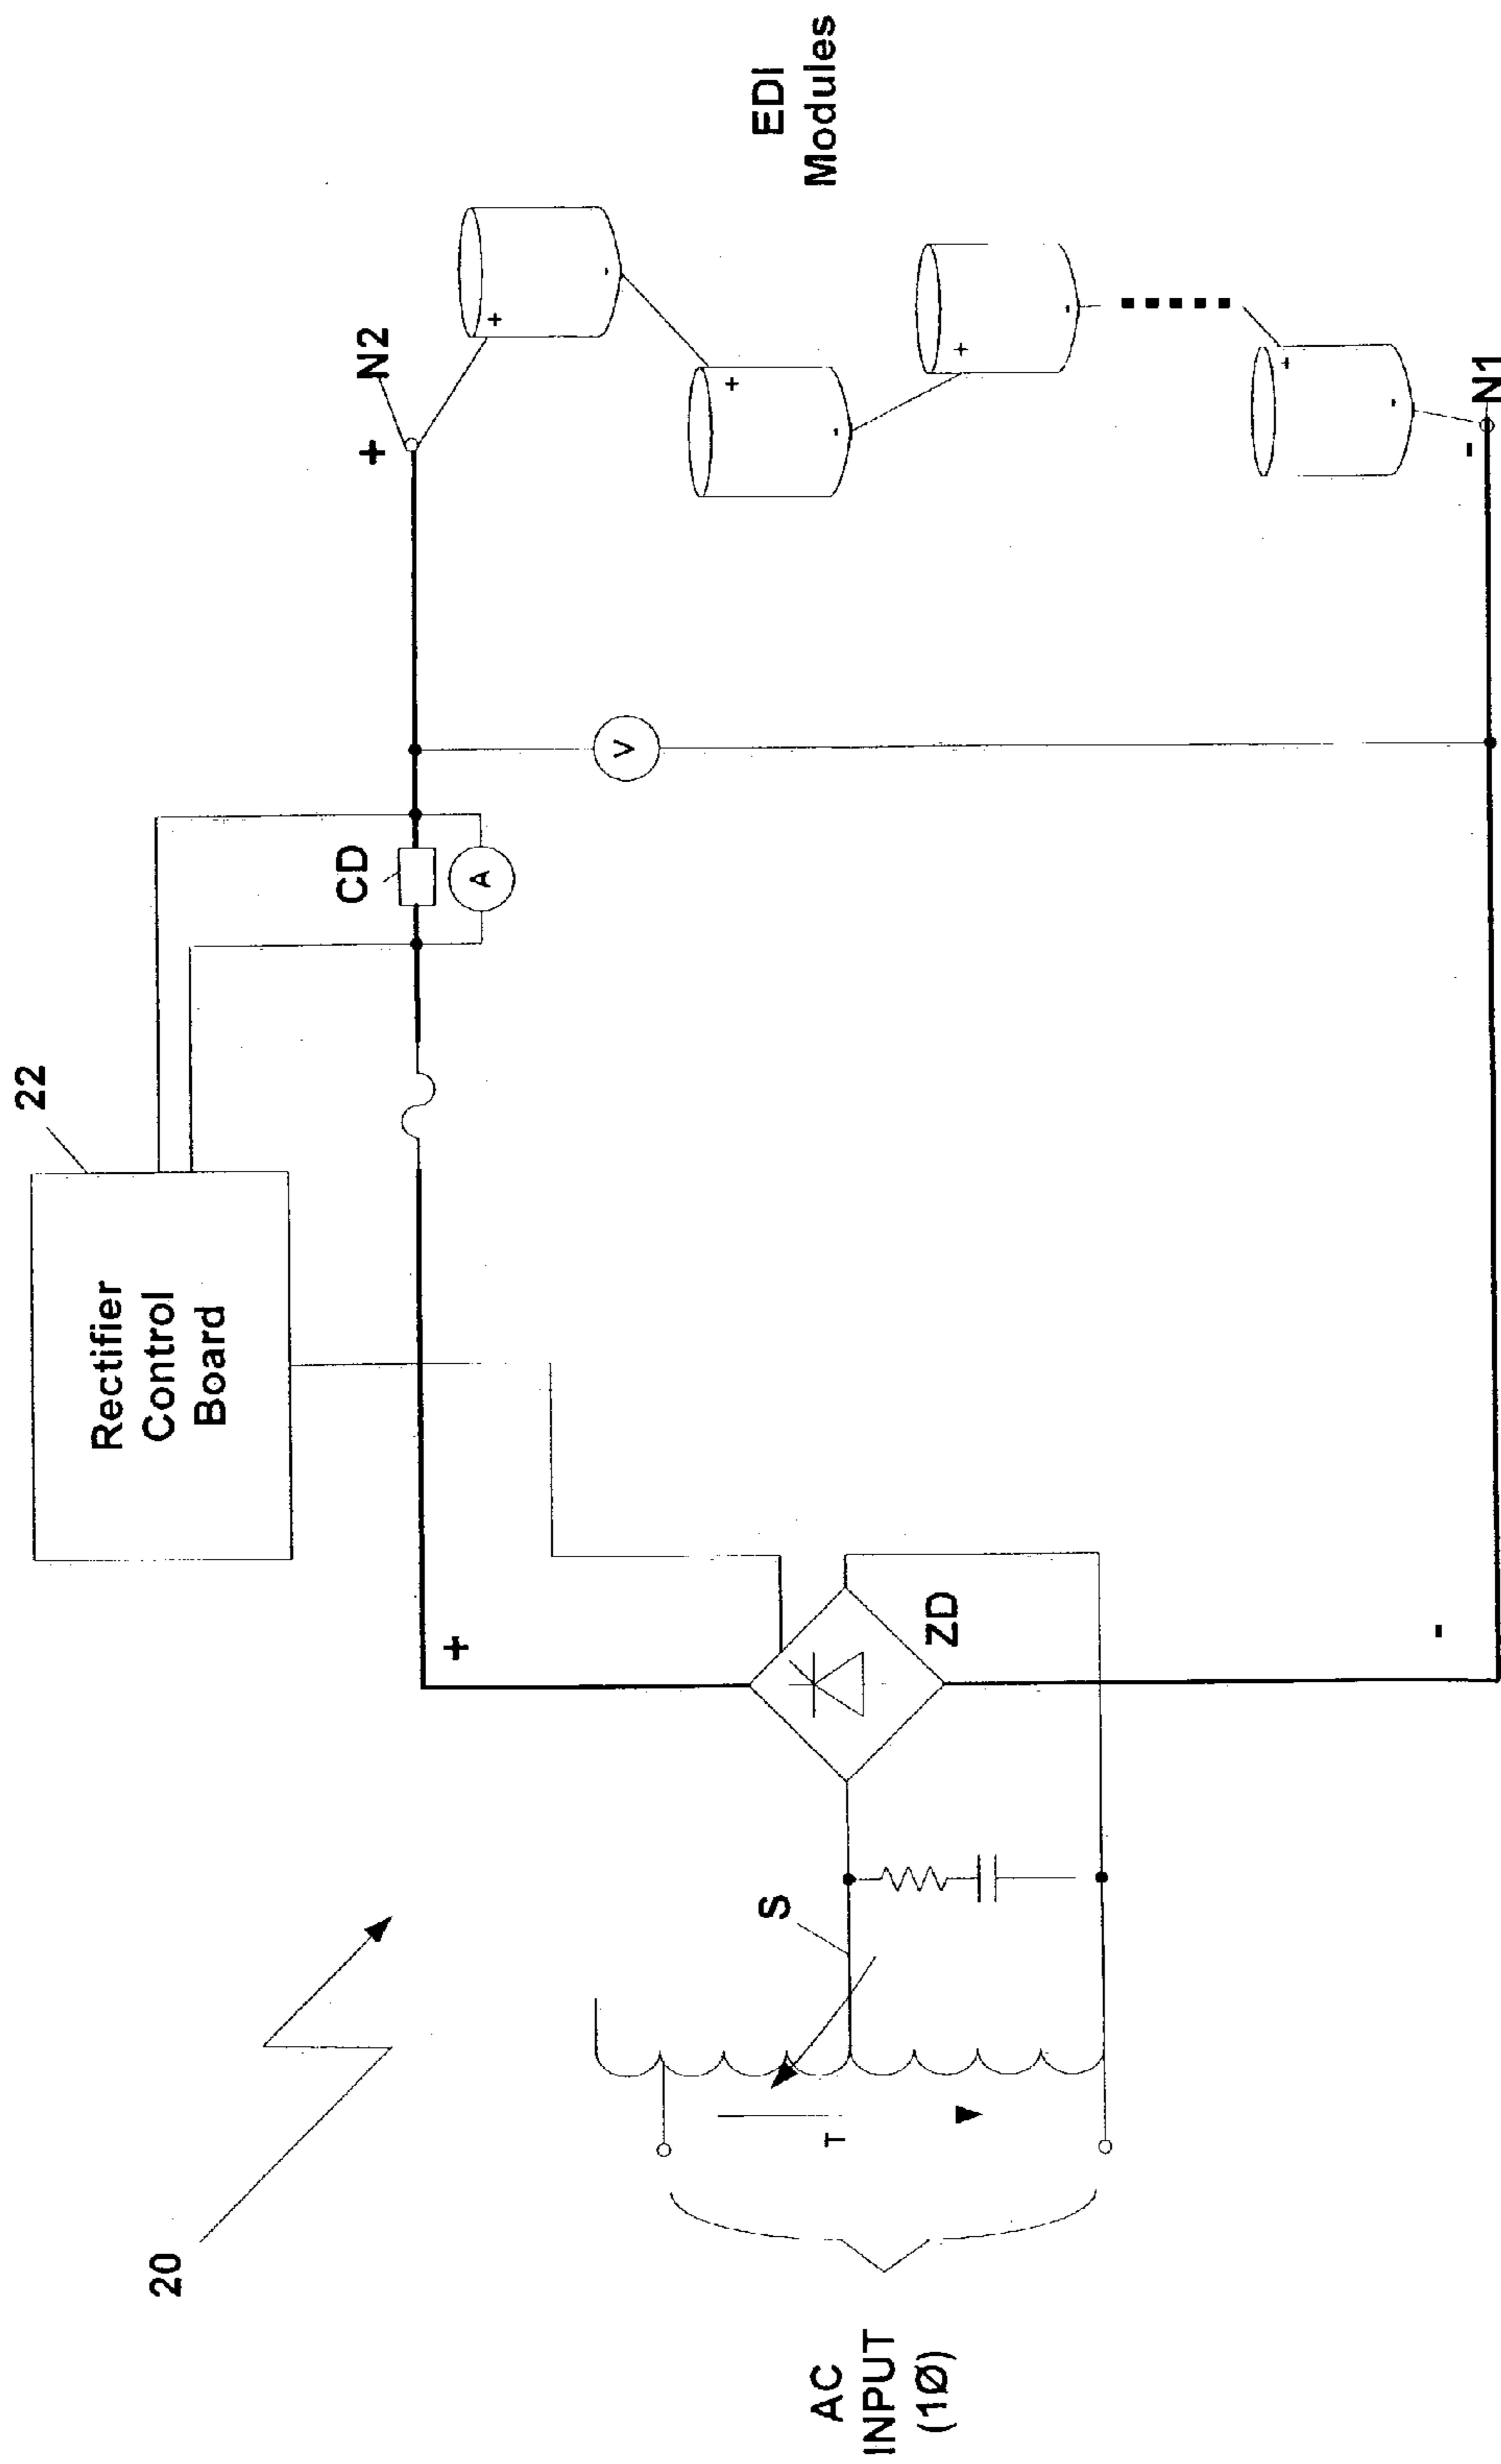 20
22
Rectifier
Control
Board
CD
A
V
N2
+
+
-
-
N1
EDI
Modules
+
-
+
-
+
-
+
-
ZD
S
T
AC
INPUT
(1Ø)